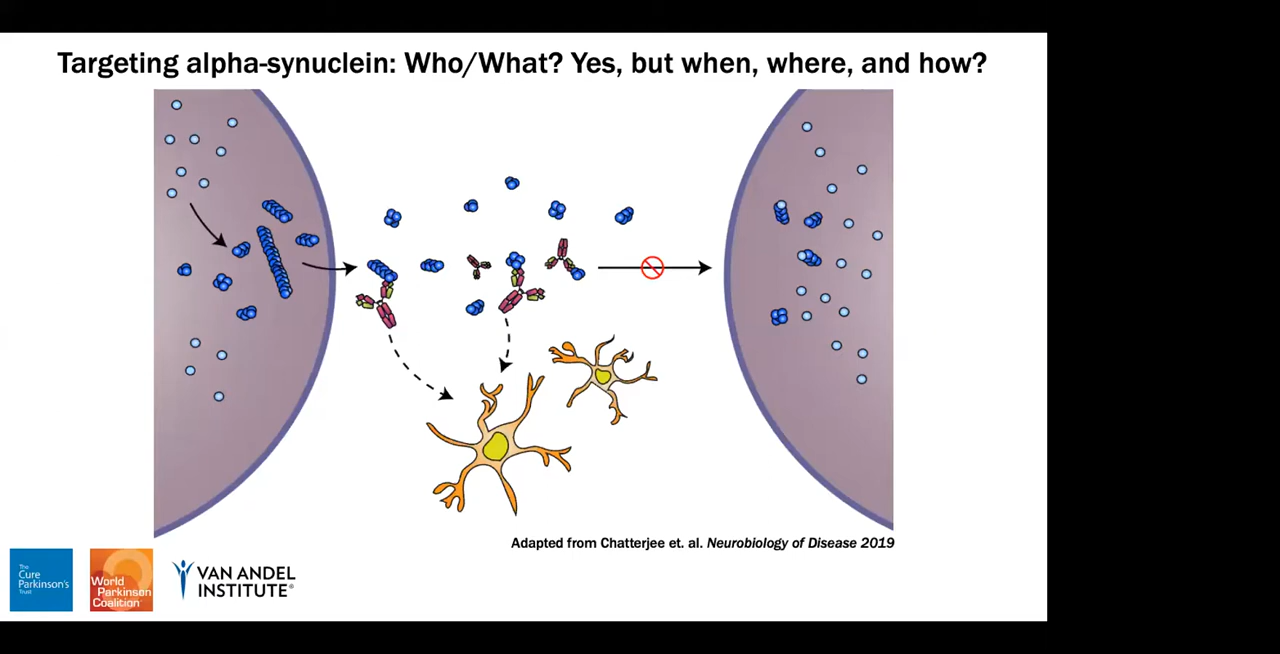 Targeting alpha-synuclein: Who/What? Yes, but when, where, and how?
Adapted from Chatterjee et. al. Neurobiology of Disease 2019
The
Cure
Parkinson's
Trust
World
Parkinson
Coalition
VAN ANDEL
INSTITUTE®